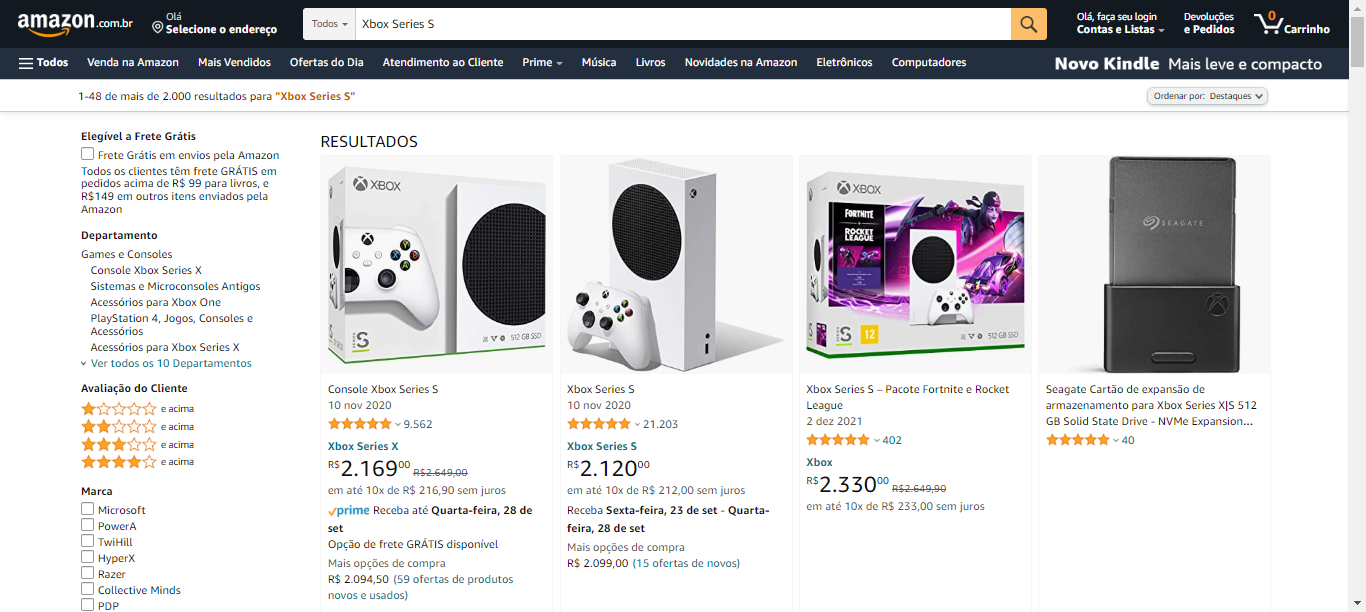 amazon.com.br
Olá
Selecione o endereço
Todos
Xbox Series S
Olá, faça seu login
Contas e Listas
Devoluções
e Pedidos
0
Carrinho
Todos
Venda na Amazon
Mais Vendidos
Ofertas do Dia
Atendimento ao Cliente
Prime
Música
Livros
Novidades na Amazon
Eletrônicos
Computadores
Novo Kindle Mais leve e compacto
1-48 de mais de 2.000 resultados para "Xbox Series S"
Ordenar por: Destaques
Elegível a Frete Grátis
Frete Grátis em envios pela Amazon
Todos os clientes têm frete GRÁTIS em
pedidos acima de R$ 99 para livros, e
R$149 em outros itens enviados pela
Amazon
Departamento
Games e Consoles
Console Xbox Series X
Sistemas e Microconsoles Antigos
Acessórios para Xbox One
PlayStation 4, Jogos, Consoles e
Acessórios
Acessórios para Xbox Series X
Ver todos os 10 Departamentos
Avaliação do Cliente
e acima
e acima
e acima
e acima
Marca
Microsoft
PowerA
TwiHill
HyperX
Razer
Collective Minds
PDP
RESULTADOS
XBOX
SERIES S
512 GB SSD
Console Xbox Series S
10 nov 2020
9.562
Xbox Series X
R$2.16900 R$2.649,00
em até 10x de R$ 216,90 sem juros
prime Receba até Quarta-feira, 28 de
set
Opção de frete GRÁTIS disponível
Mais opções de compra
R$ 2.094,50 (59 ofertas de produtos
novos e usados)
Xbox Series S
10 nov 2020
21.203
Xbox Series S
R$2.12000
em até 10x de R$ 212,00 sem juros
Receba Sexta-feira, 23 de set - Quarta-
feira, 28 de set
Mais opções de compra
R$ 2.099,00 (15 ofertas de novos)
XBOX
FORTNITE
ROCKET
LEAGUE
SERIES S
12
512 GB SSD
Xbox Series S – Pacote Fortnite e Rocket
League
2 dez 2021
402
Xbox
R$2.33000 R$2.649,90
em até 10x de R$ 233,00 sem juros
SEAGATE
Seagate Cartão de expansão de
armazenamento para Xbox Series X|S 512
GB Solid State Drive - NVMe Expansion...
40